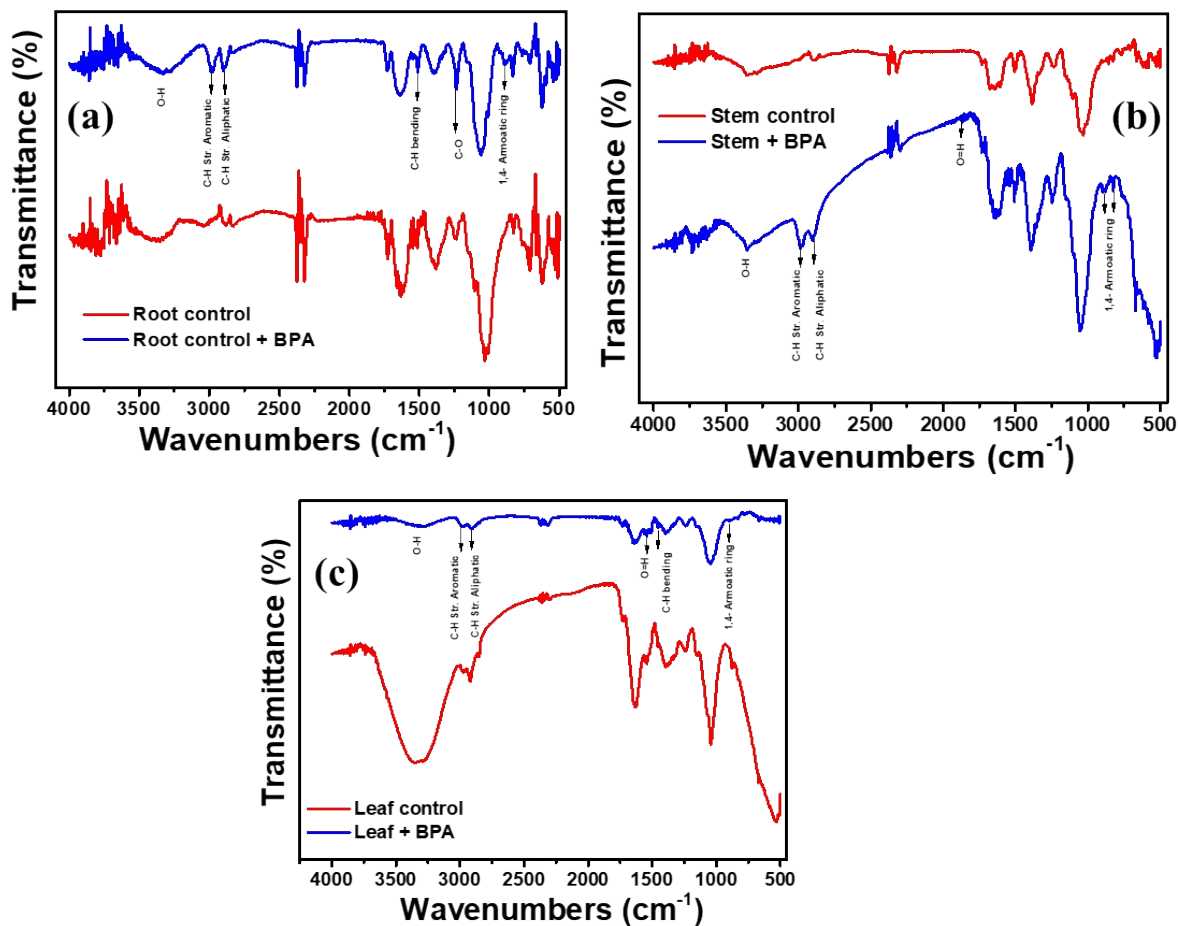 (a)
Transmittance (%)
O-H
C-H Str. Aromatic
C-H Str. Aliphatic
C-H bending
C-O
1,4- Armoatic ring
Root control
Root control + BPA
4000 3500 3000 2500 2000 1500 1000 500
Wavenumbers (cm-1)
(b)
Transmittance (%)
Stem control
Stem + BPA
O-H
C-H Str. Aromatic
C-H Str. Aliphatic
O=H
1,4- Armoatic ring
4000 3500 3000 2500 2000 1500 1000 500
Wavenumbers (cm-1)
(c)
Transmittance (%)
O-H
C-H Str. Aromatic
C-H Str. Aliphatic
O=H
C-H bending
1,4- Armoatic ring
Leaf control
Leaf + BPA
4000 3500 3000 2500 2000 1500 1000 500
Wavenumbers (cm-1)